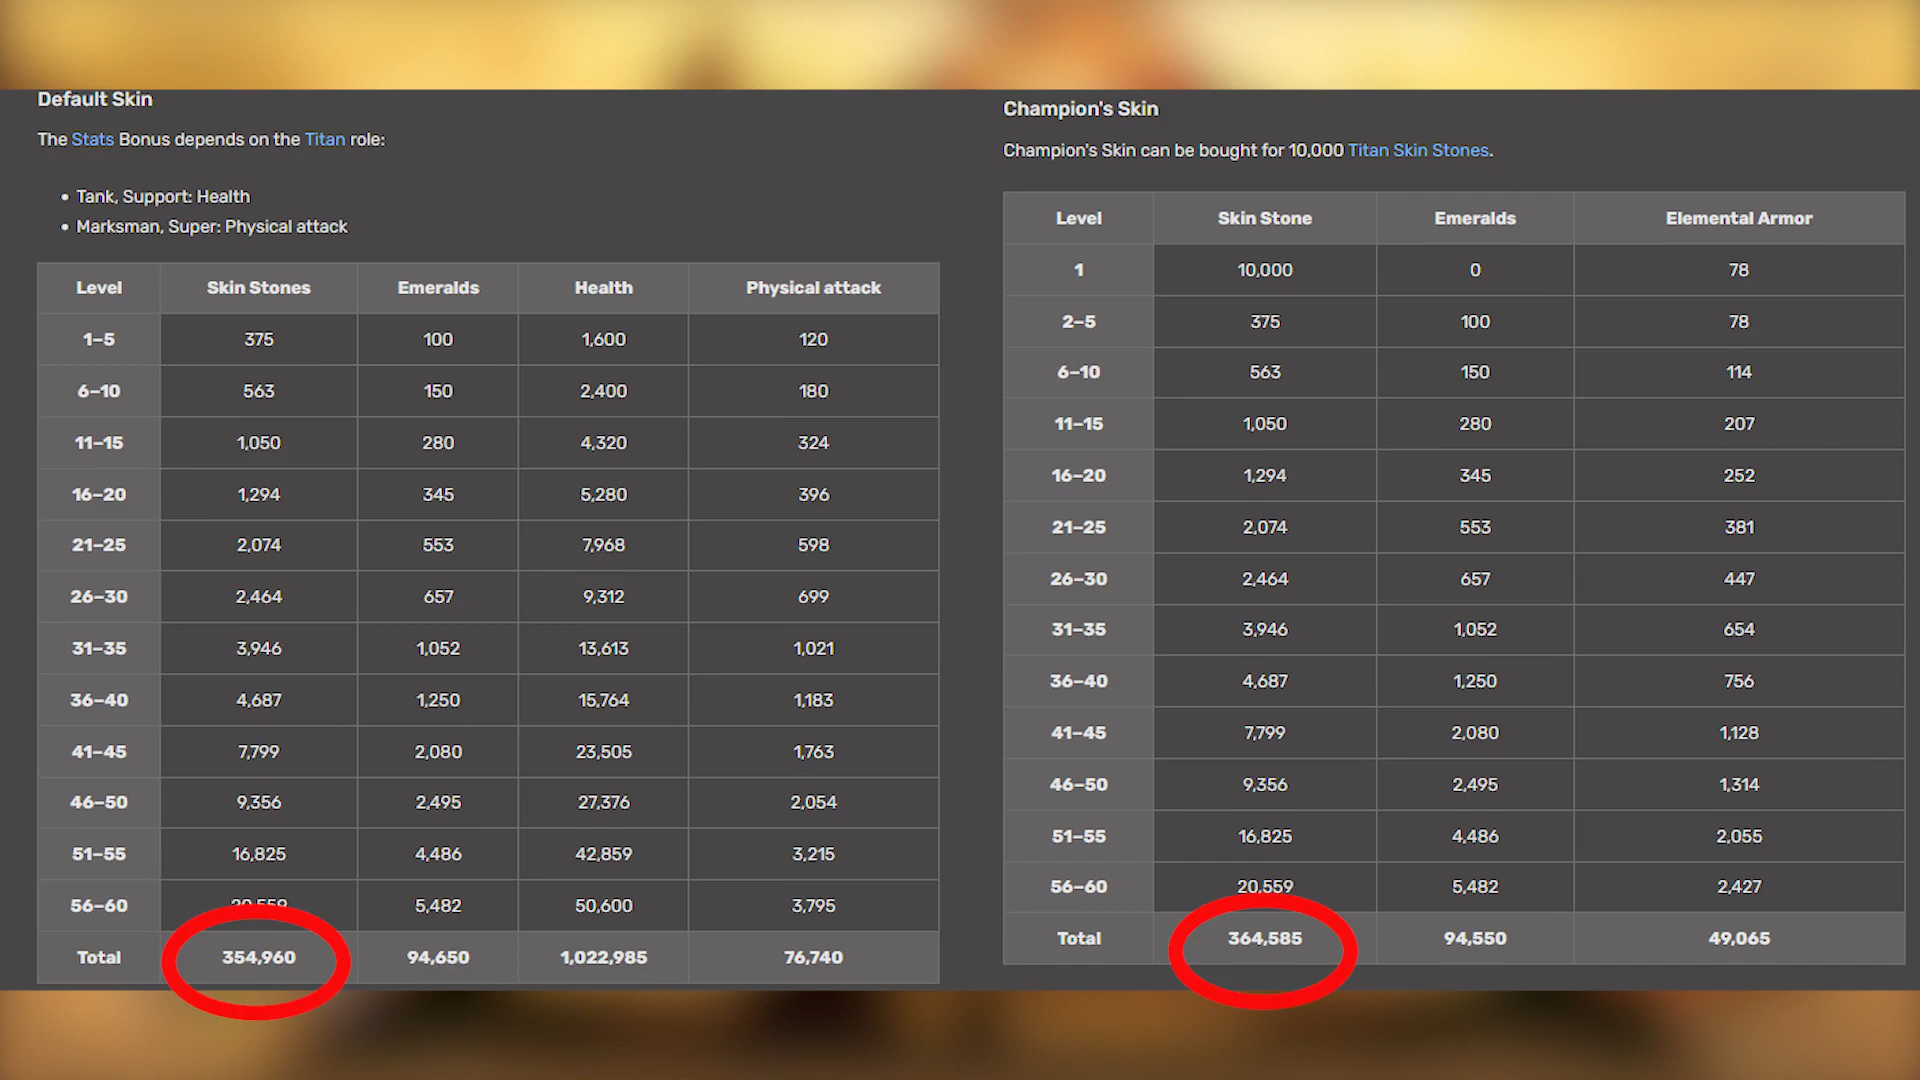 Default Skin
The Stats Bonus depends on the Titan role:
• Tank, Support: Health
• Marksman, Super: Physical attack
Level Skin Stones Emeralds Health Physical attack
1–5 375 100 1,600 120
6–10 563 150 2,400 180
11–15 1,050 280 4,320 324
16–20 1,294 345 5,280 396
21–25 2,074 553 7,968 598
26–30 2,464 657 9,312 699
31–35 3,946 1,052 13,613 1,021
36–40 4,687 1,250 15,764 1,183
41–45 7,799 2,080 23,505 1,763
46–50 9,356 2,495 27,376 2,054
51–55 16,825 4,486 42,859 3,215
56–60 20,559 5,482 50,600 3,795
Total 354,960 94,650 1,022,985 76,740
Champion's Skin
Champion's Skin can be bought for 10,000 Titan Skin Stones.
Level Skin Stone Emeralds Elemental Armor
1 10,000 0 78
2–5 375 100 78
6–10 563 150 114
11–15 1,050 280 207
16–20 1,294 345 252
21–25 2,074 553 381
26–30 2,464 657 447
31–35 3,946 1,052 654
36–40 4,687 1,250 756
41–45 7,799 2,080 1,128
46–50 9,356 2,495 1,314
51–55 16,825 4,486 2,055
56–60 20,559 5,482 2,427
Total 364,585 94,550 49,065